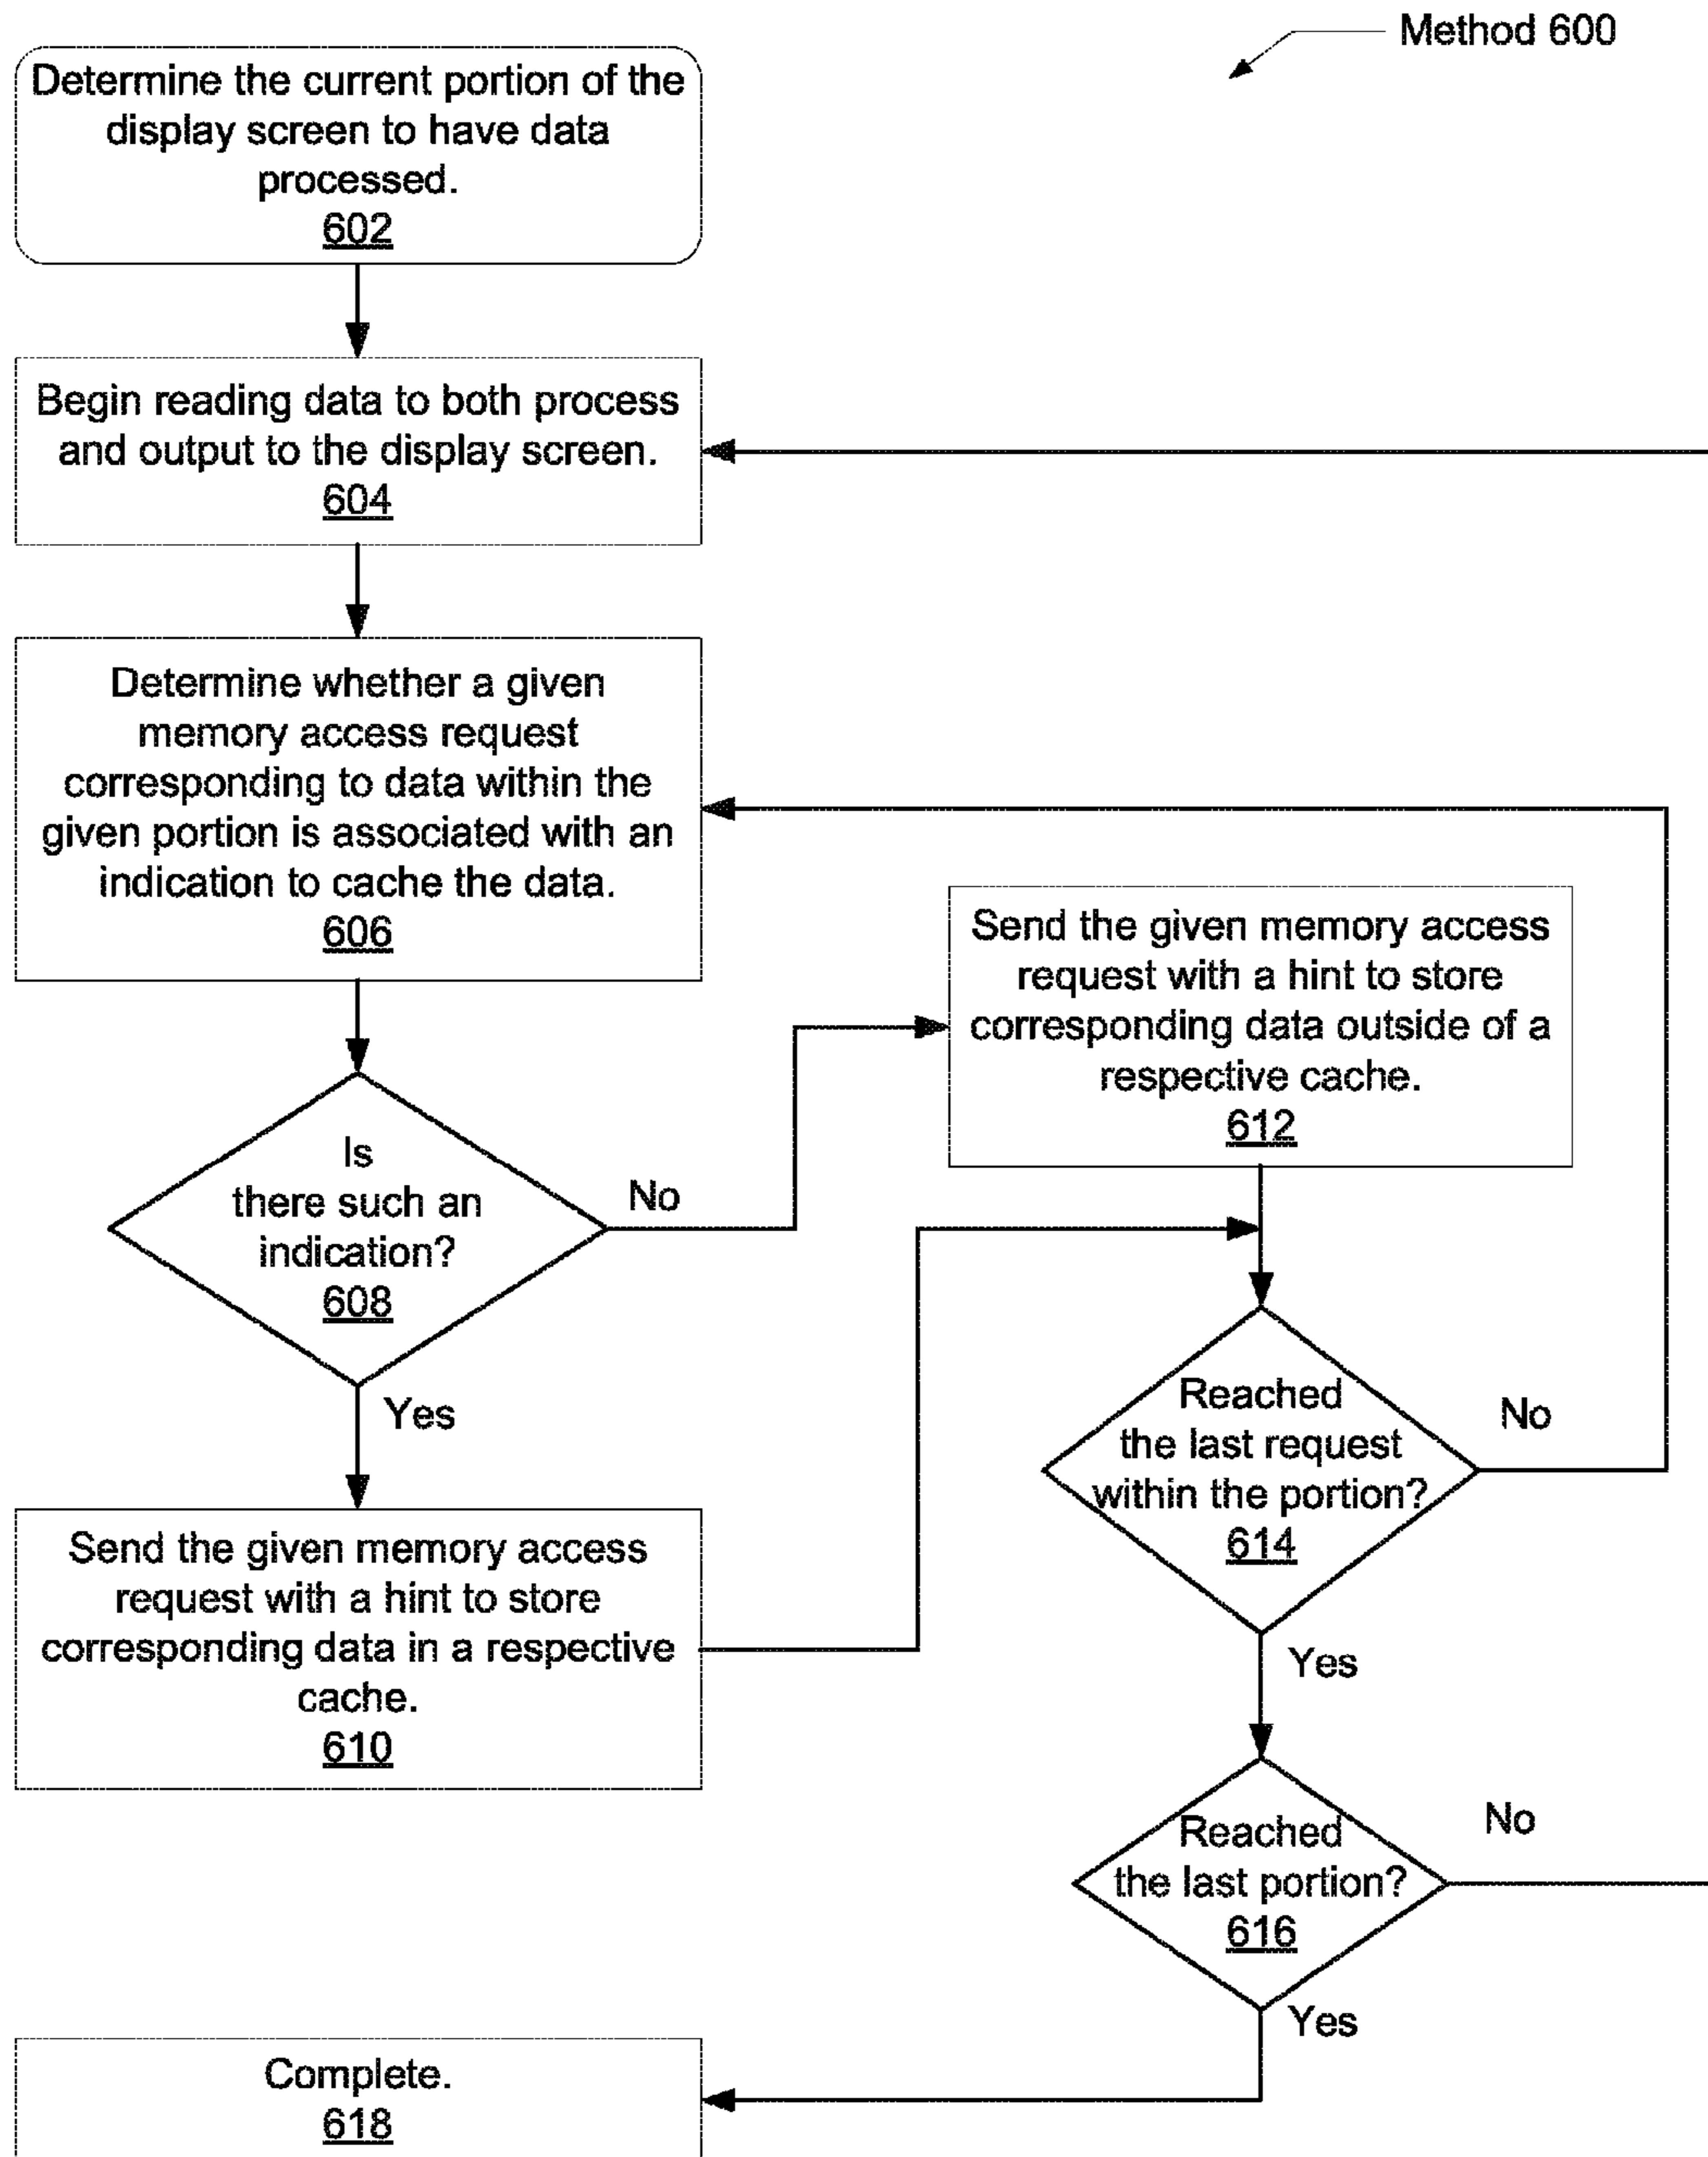 Method 600
Determine the current portion of the
display screen to have data
processed.
602
Begin reading data to both process
and output to the display screen.
604
Determine whether a given
memory access request
corresponding to data within the
given portion is associated with an
indication to cache the data.
606
Is
there such an
indication?
608
No
Yes
Send the given memory access
request with a hint to store
corresponding data in a respective
cache.
610
Send the given memory access
request with a hint to store
corresponding data outside of a
respective cache.
612
Reached
the last request
within the portion?
614
No
Yes
Reached
the last portion?
616
No
Yes
Complete.
618